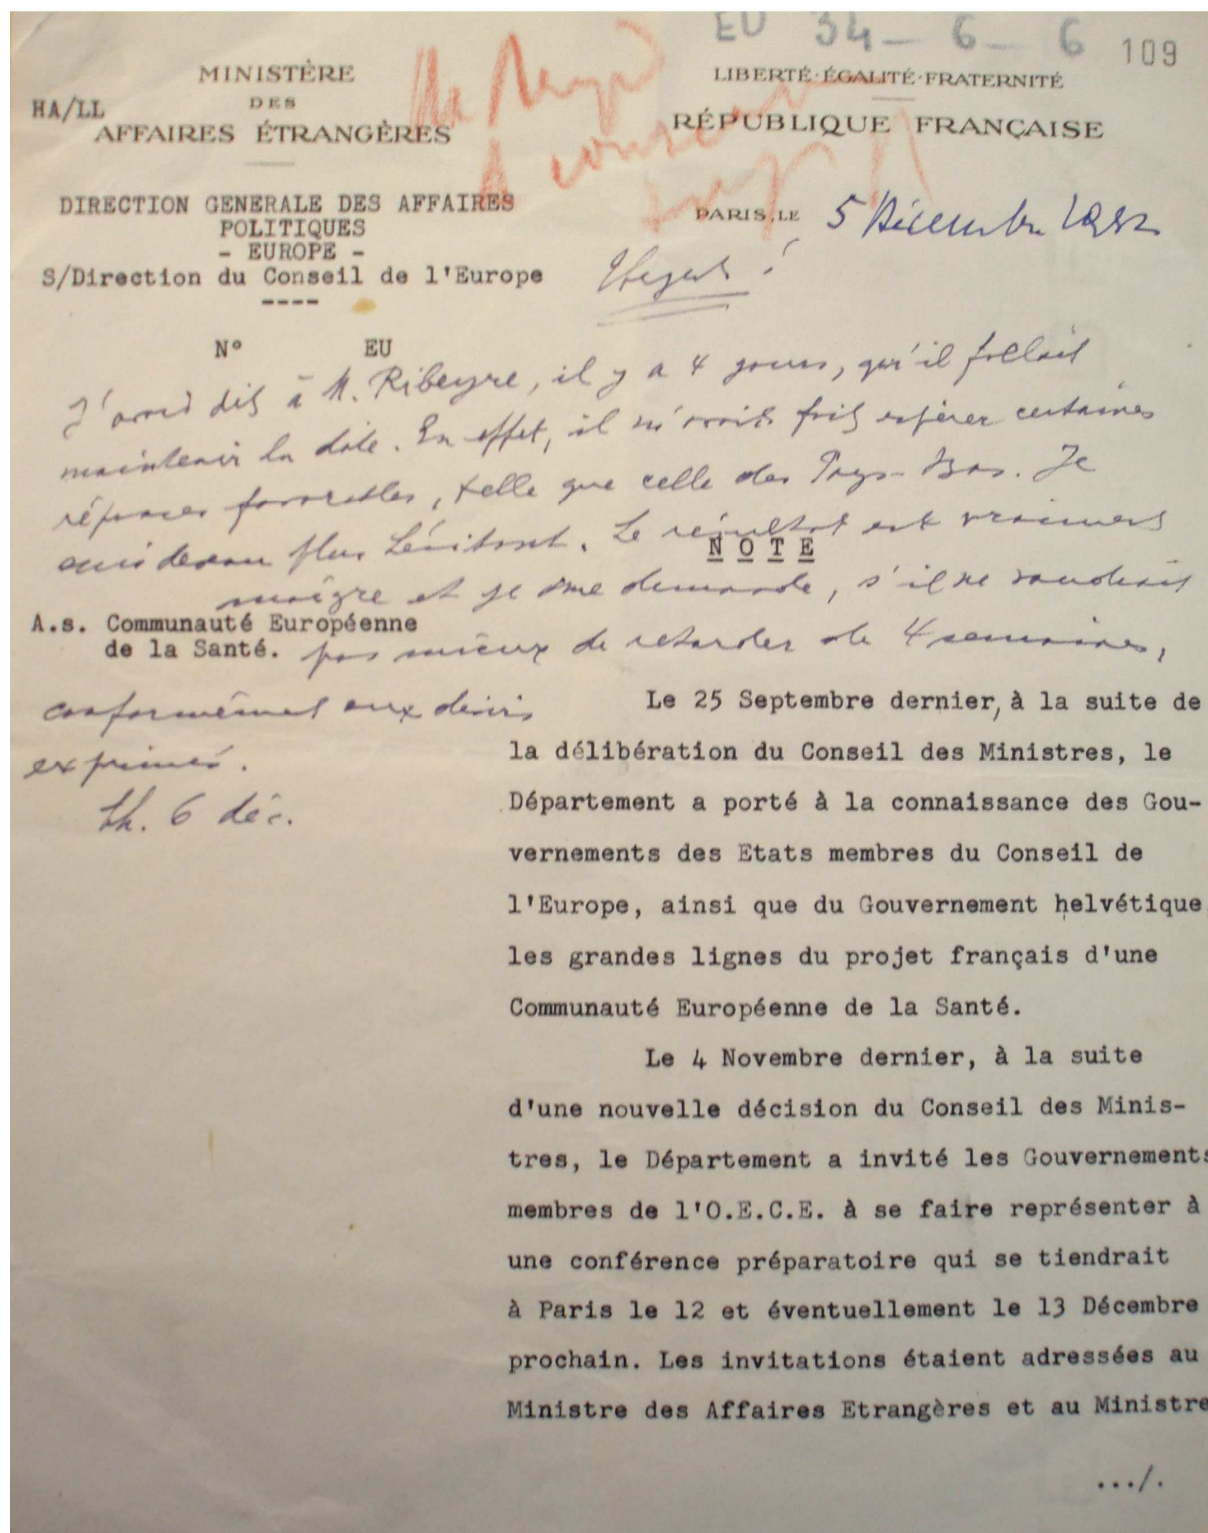 EU 34 - 6 - 6
109
MINISTÈRE
DES
AFFAIRES ÉTRANGÈRES
HA/LL
LIBERTÉ·ÉGALITÉ·FRATERNITÉ
RÉPUBLIQUE FRANÇAISE
DIRECTION GENERALE DES AFFAIRES
POLITIQUES
- EUROPE -
S/Direction du Conseil de l'Europe
----
PARIS, LE 5 Décembre 1952
N° EU
J'avais dit à M. Ribeyre, il y a 4 jours, qu'il fallait
maintenir la date. En effet, il m'avait fait espérer certaines
réponses favorables, telle que celle des Pays-Bas. Je
suis devenu plus hésitant. Le résultat est vraiment
maigre et je me demande, s'il ne vaudrait
pas mieux de retarder de 4 semaines,
conformément aux désirs
exprimés.
6 déc.
NOTE
A.s. Communauté Européenne
de la Santé.
Le 25 Septembre dernier, à la suite de
la délibération du Conseil des Ministres, le
Département a porté à la connaissance des Gou-
vernements des Etats membres du Conseil de
l'Europe, ainsi que du Gouvernement helvétique
les grandes lignes du projet français d'une
Communauté Européenne de la Santé.
Le 4 Novembre dernier, à la suite
d'une nouvelle décision du Conseil des Minis-
tres, le Département a invité les Gouvernements
membres de l'O.E.C.E. à se faire représenter à
une conférence préparatoire qui se tiendrait
à Paris le 12 et éventuellement le 13 Décembre
prochain. Les invitations étaient adressées au
Ministre des Affaires Etrangères et au Ministre
.../.